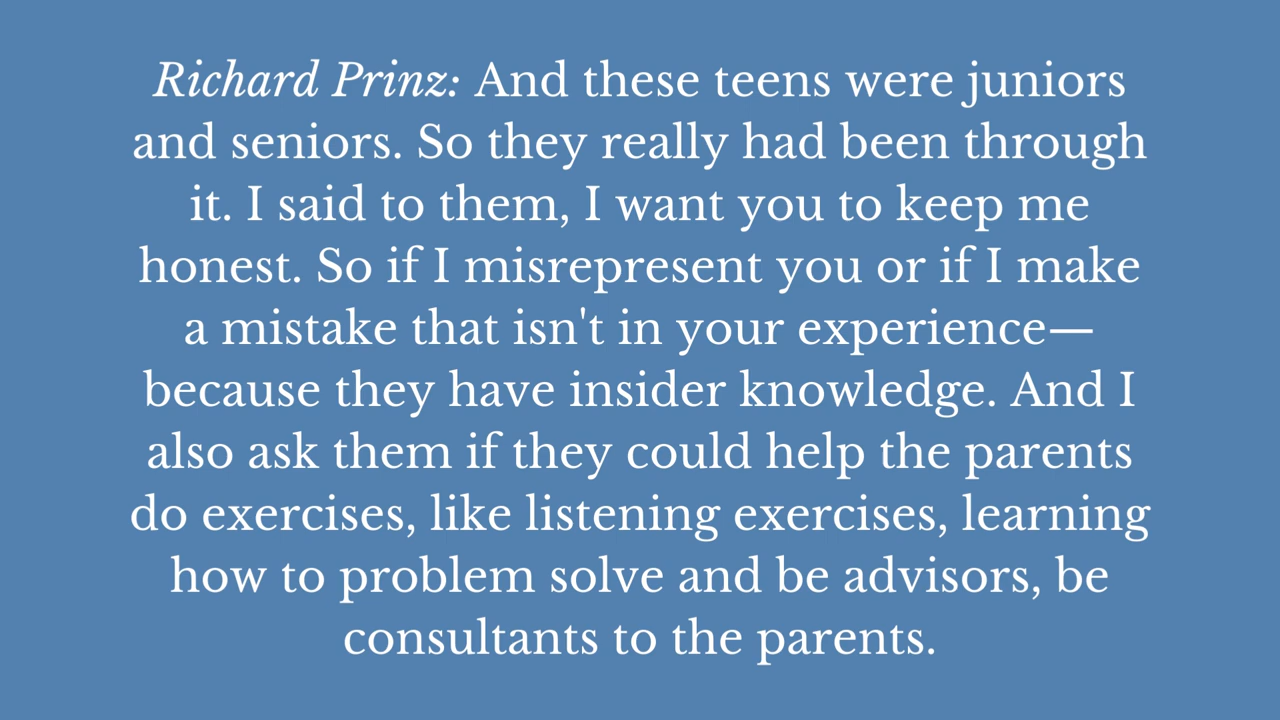 Richard Prinz: And these teens were juniors
and seniors. So they really had been through
it. I said to them, I want you to keep me
honest. So if I misrepresent you or if I make
a mistake that isn't in your experience—
because they have insider knowledge. And I
also ask them if they could help the parents
do exercises, like listening exercises, learning
how to problem solve and be advisors, be
consultants to the parents.